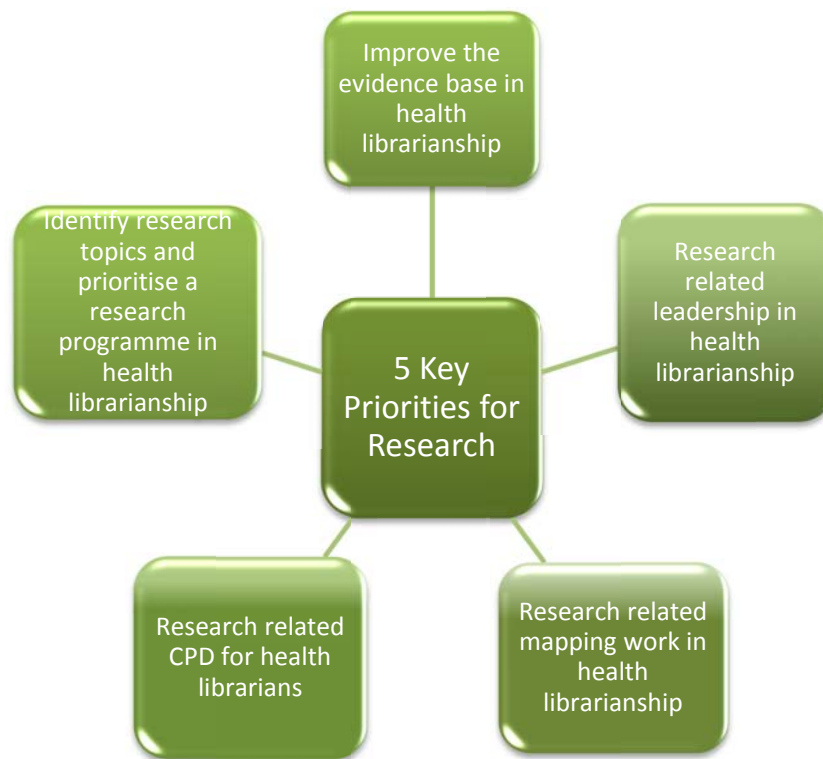 Improve the
evidence base in
health
librarianship
Research
related
leadership in
health
librarianship
Research related
mapping work in
health
librarianship
Research related
CPD for health
librarians
Identify research
topics and
prioritise a
research
programme in
health
librarianship
5 Key
Priorities for
Research